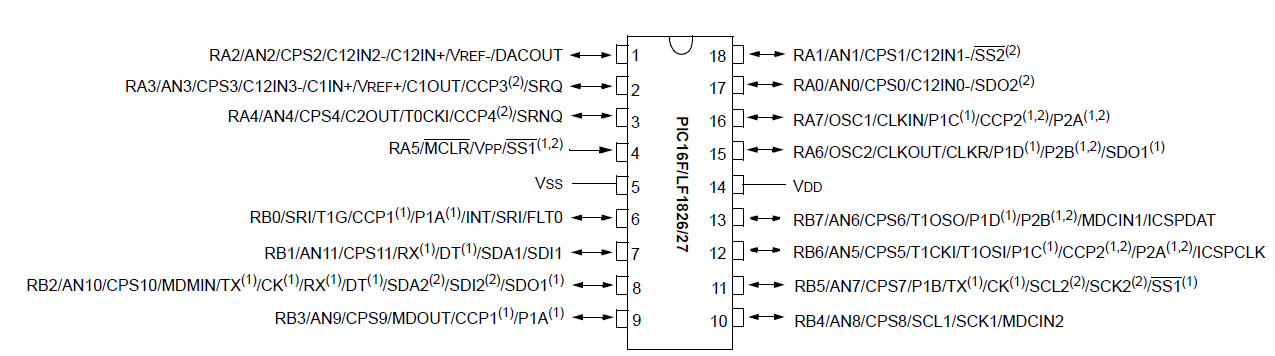 RA2/AN2/CPS2/C12IN2-/C12IN+/VREF-/DACOUT 1
RA3/AN3/CPS3/C12IN3-/C1IN+/VREF+/C1OUT/CCP3(2)/SRQ 2
RA4/AN4/CPS4/C2OUT/T0CKI/CCP4(2)/SRNQ 3
RA5/MCLR/VPP/SS1(1,2) 4
VSS 5
RB0/SRI/T1G/CCP1(1)/P1A(1)/INT/SRI/FLT0 6
RB1/AN11/CPS11/RX(1)/DT(1)/SDA1/SDI1 7
RB2/AN10/CPS10/MDMIN/TX(1)/CK(1)/RX(1)/DT(1)/SDA2(2)/SDI2(2)/SDO1(1) 8
RB3/AN9/CPS9/MDOUT/CCP1(1)/P1A(1) 9
PIC16F/LF1826/27
18 RA1/AN1/CPS1/C12IN1-/SS2(2)
17 RA0/AN0/CPS0/C12IN0-/SDO2(2)
16 RA7/OSC1/CLKIN/P1C(1)/CCP2(1,2)/P2A(1,2)
15 RA6/OSC2/CLKOUT/CLKR/P1D(1)/P2B(1,2)/SDO1(1)
14 VDD
13 RB7/AN6/CPS6/T1OSO/P1D(1)/P2B(1,2)/MDCIN1/ICSPDAT
12 RB6/AN5/CPS5/T1CKI/T1OSI/P1C(1)/CCP2(1,2)/P2A(1,2)/ICSPCLK
11 RB5/AN7/CPS7/P1B/TX(1)/CK(1)/SCL2(2)/SCK2(2)/SS1(1)
10 RB4/AN8/CPS8/SCL1/SCK1/MDCIN2